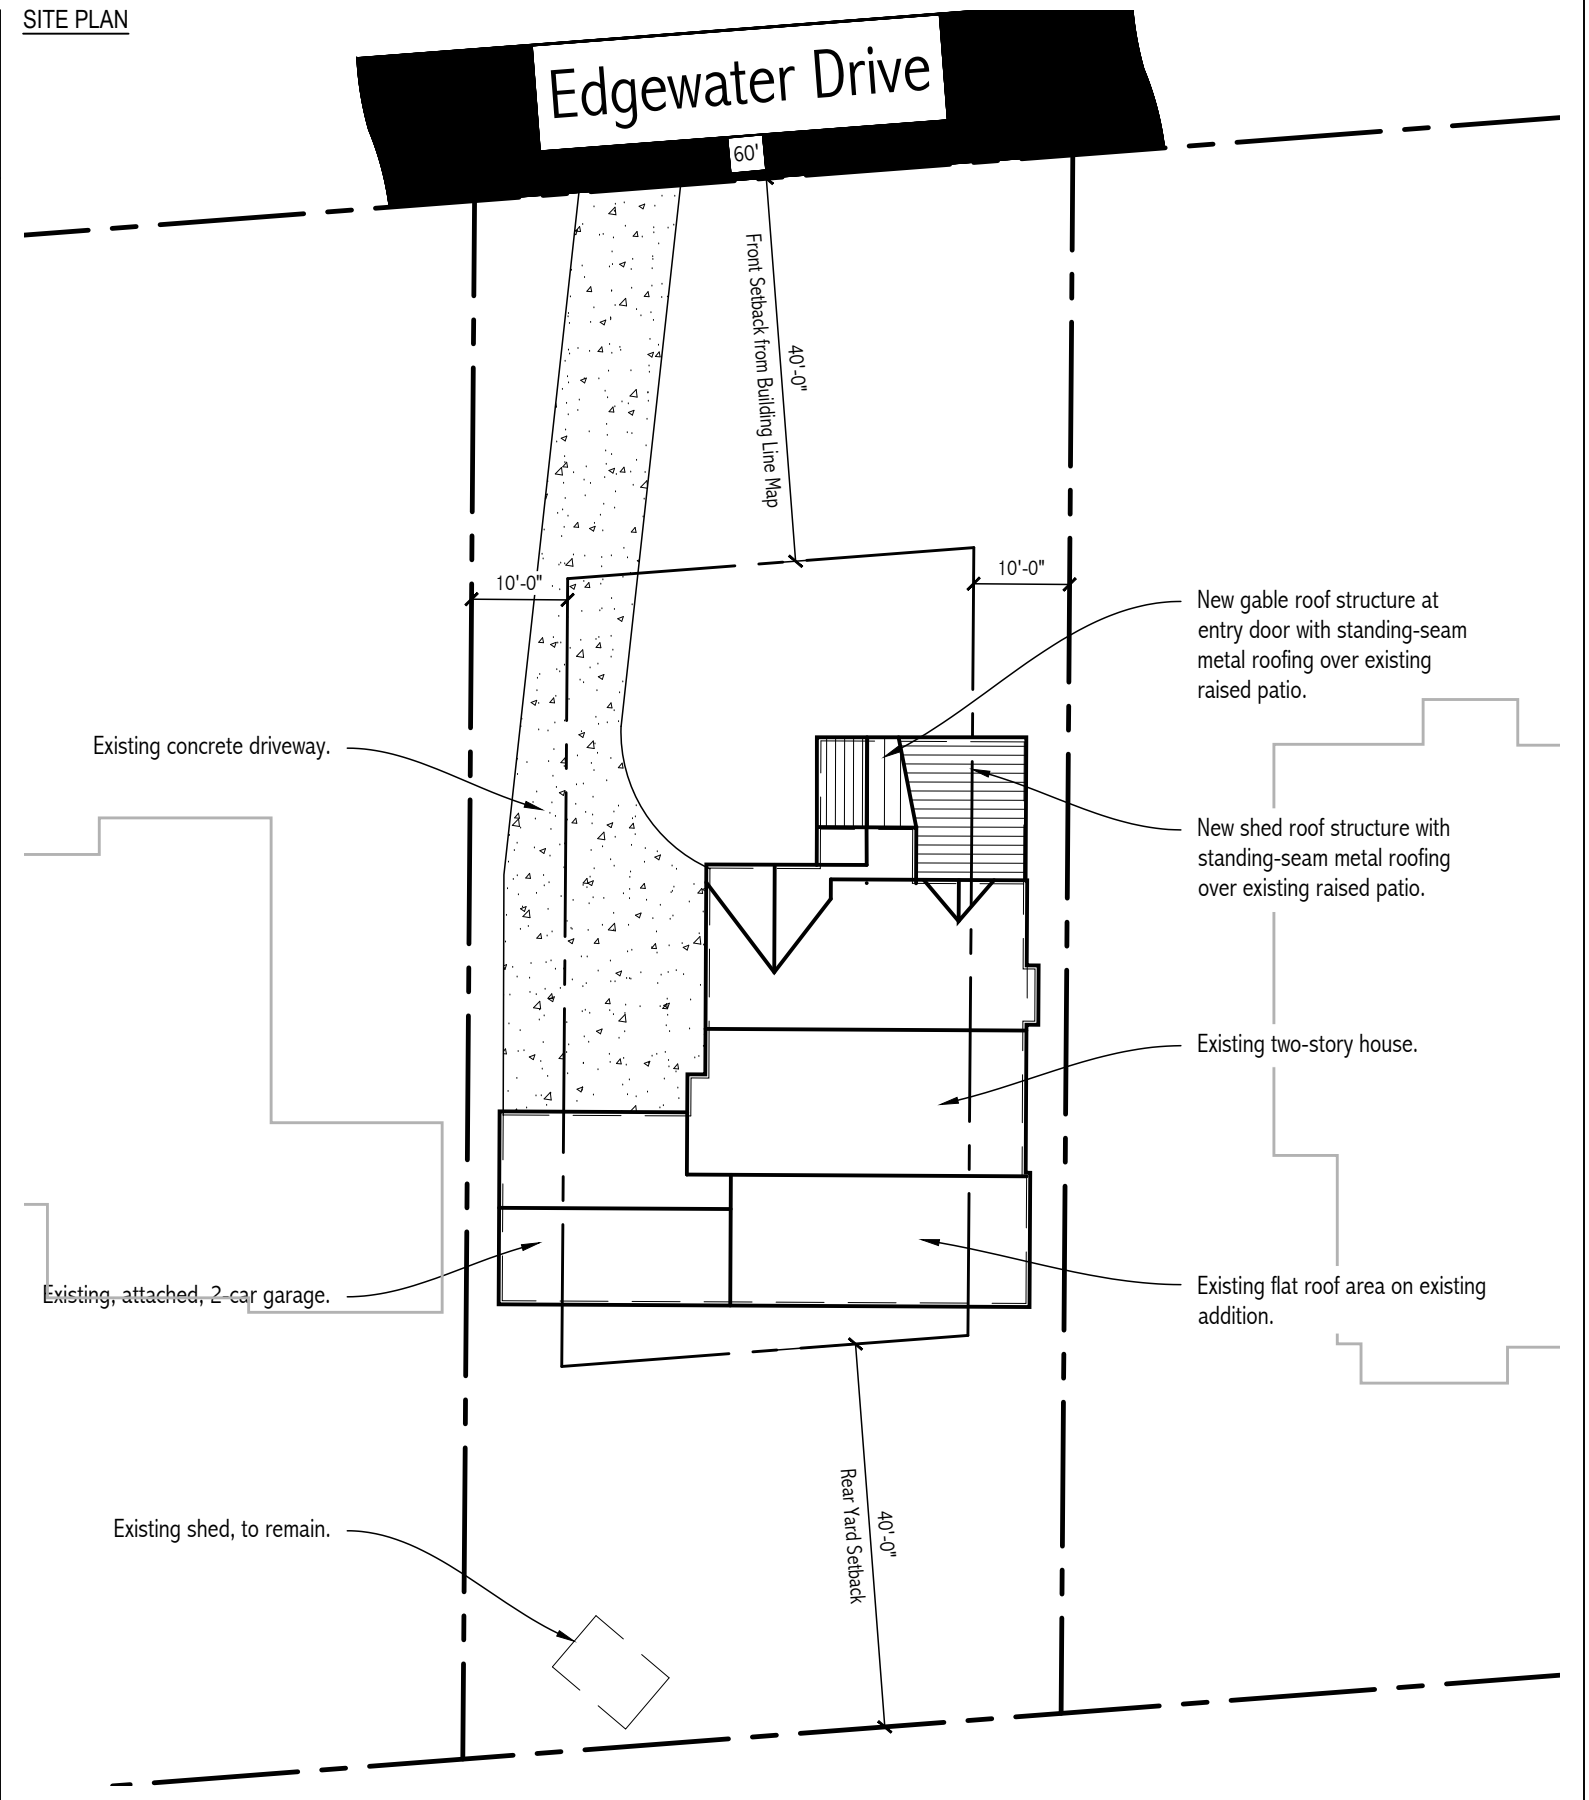 SITE PLAN
Edgewater Drive
60'
Front Setback from Building Line Map
40'-0"
10'-0"
10'-0"
New gable roof structure at
entry door with standing-seam
metal roofing over existing
raised patio.
Existing concrete driveway.
New shed roof structure with
standing-seam metal roofing
over existing raised patio.
Existing two-story house.
Existing, attached, 2-car garage.
Existing flat roof area on existing
addition.
Rear Yard Setback
40'-0"
Existing shed, to remain.